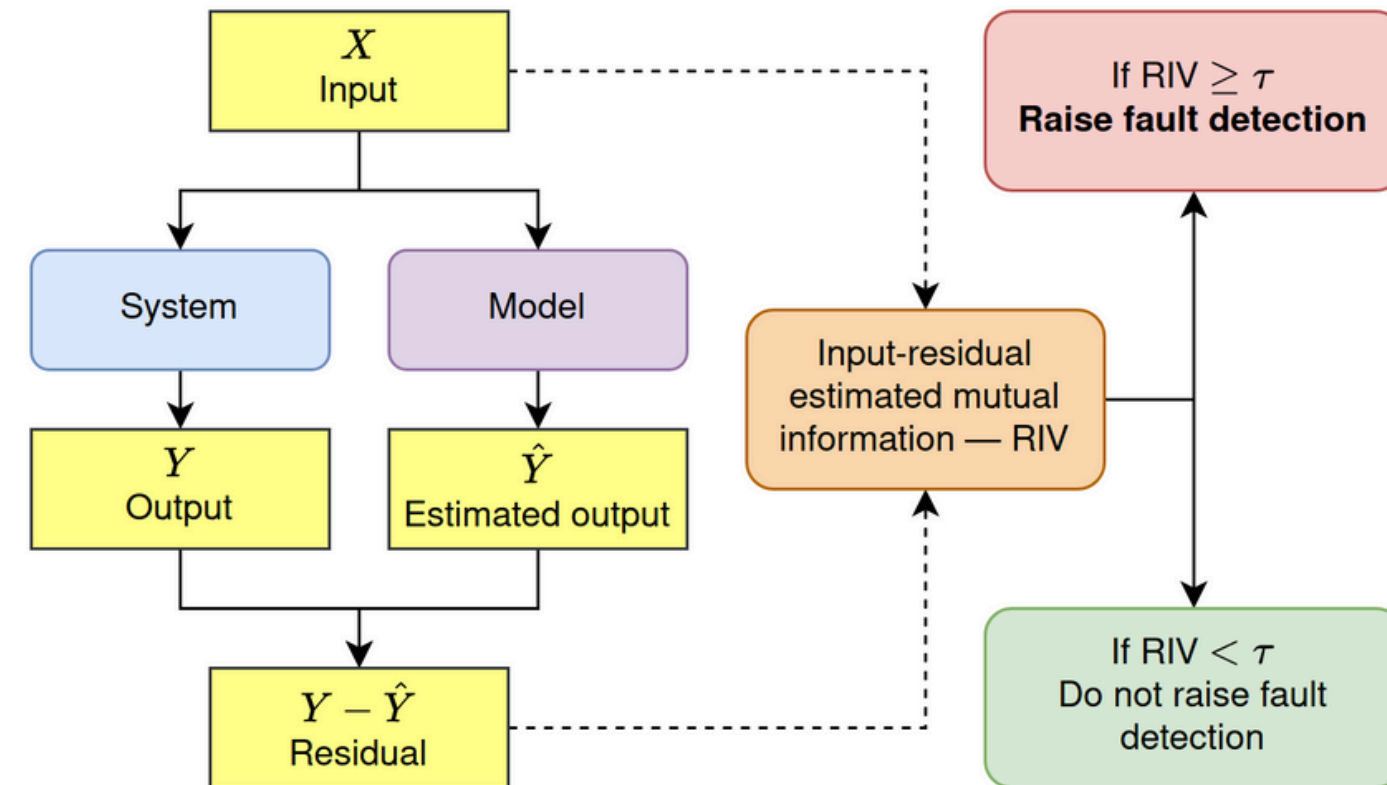 X
Input
If RIV ≥ τ
Raise fault detection
System
Model
Input-residual
estimated mutual
information — RIV
Y
Output
Ŷ
Estimated output
If RIV < τ
Do not raise fault
detection
Y − Ŷ
Residual